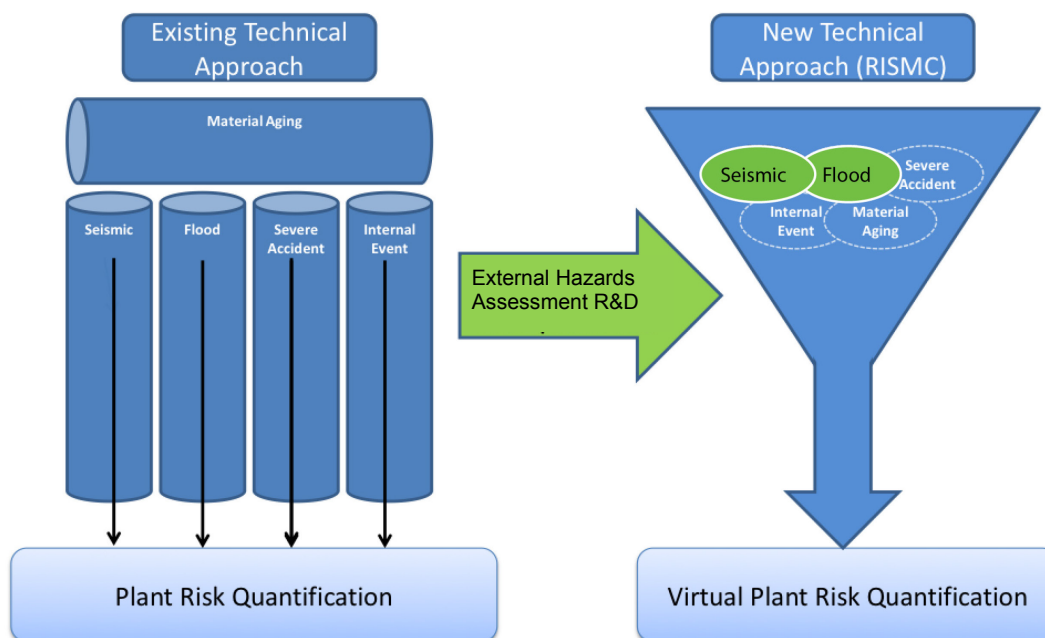 Existing Technical
Approach
Material Aging
Seismic
Flood
Severe
Accident
Internal
Event
Plant Risk Quantification
External Hazards
Assessment R&D
.
New Technical
Approach (RISMC)
Seismic
Flood
Severe
Accident
Internal
Event
Material
Aging
Virtual Plant Risk Quantification